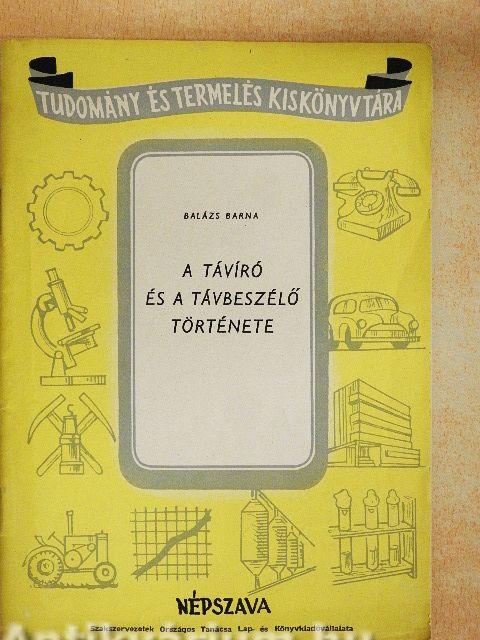 TUDOMÁNY ÉS TERMELÉS KISKÖNYVTÁRA
BALÁZS BARNA
A TÁVÍRÓ
ÉS A TÁVBESZÉLŐ
TÖRTÉNETE
NÉPSZAVA
Szakszervezetek Országos Tanácsa Lap- és Könyvkiadóvállalata